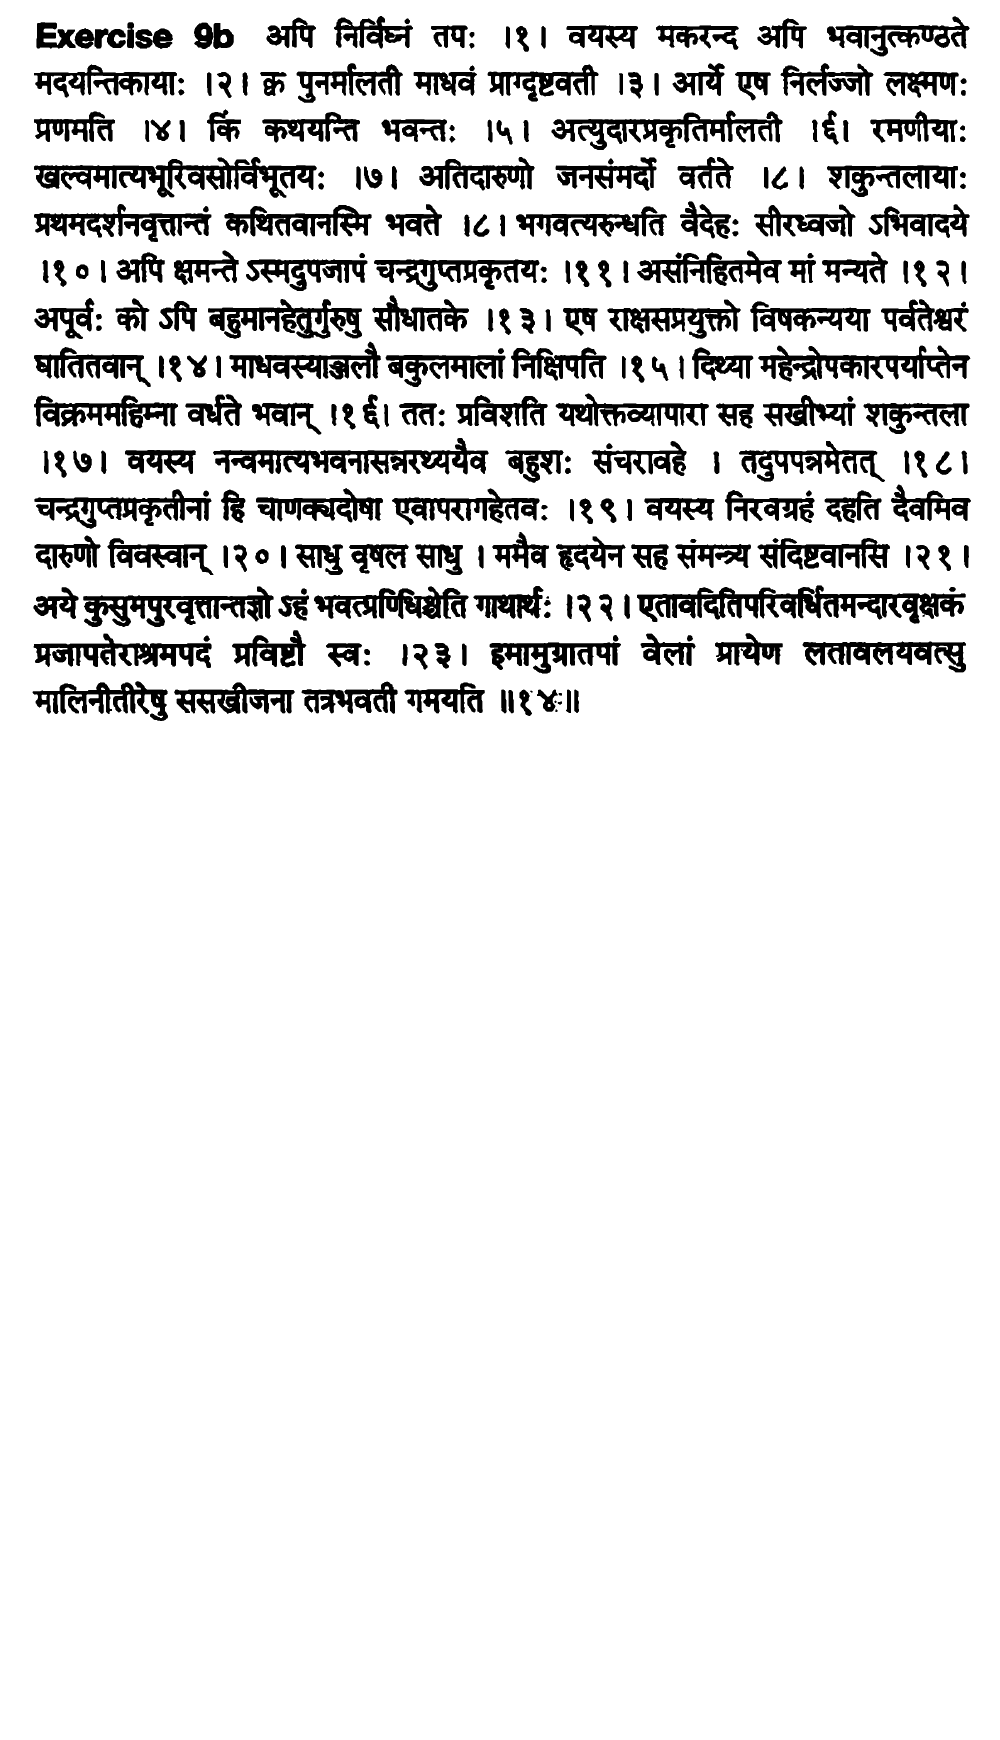 Exercise 9b अपि निर्विघ्नं तपः ।१। वयस्य मकरन्द अपि भवानुत्कण्ठते
मदयन्तिकायाः ।२। क्व पुनर्मालती माधवं प्राग्दृष्टवती ।३। आर्ये एष निर्लज्जो लक्ष्मणः
प्रणमति ।४। किं कथयन्ति भवन्तः ।५। अत्युदारप्रकृतिर्मालती ।६। रमणीयाः
खल्वमात्यभूरिवसोर्विभूतयः ।७। अतिदारुणो जनसंमर्दो वर्तते ।८। शकुन्तलायाः
प्रथमदर्शनवृत्तान्तं कथितवानस्मि भवते ।८। भगवत्यरुन्धति वैदेहः सीरध्वजो ऽभिवादये
।१०। अपि क्षमन्ते ऽस्मदुपजापं चन्द्रगुप्तप्रकृतयः ।११। असंनिहितमेव मां मन्यते ।१२।
अपूर्वः को ऽपि बहुमानहेतुर्गुरुषु सौधातके ।१३। एष राक्षसप्रयुक्तो विषकन्यया पर्वतेश्वरं
घातितवान् ।१४। माधवस्याञ्जलौ बकुलमालां निक्षिपति ।१५। दिथ्या महेन्द्रोपकारपर्याप्तेन
विक्रममहिम्ना वर्धते भवान् ।१६। ततः प्रविशति यथोक्तव्यापारा सह सखीभ्यां शकुन्तला
।१७। वयस्य नन्वमात्यभवनासन्नरथ्ययैव बहुशः संचरावहे । तदुपपन्नमेतत् ।१८।
चन्द्रगुप्तप्रकृतीनां हि चाणक्यदोषा एवापरागहेतवः ।१९। वयस्य निरवग्रहं दहति दैवमिव
दारुणो विवस्वान् ।२०। साधु वृषल साधु । ममैव हृदयेन सह संमन्त्र्य संदिष्टवानसि ।२१।
अये कुसुमपुरवृत्तान्तज्ञो ऽहं भवत्प्रणिधिश्चेति गाथार्थः ।२२। एतावदितिपरिवर्धितमन्दारवृक्षकं
प्रजापतेराश्रमपदं प्रविष्टौ स्वः ।२३। इमामुग्रातपां वेलां प्रायेण लतावलयवत्सु
मालिनीतीरेषु ससखीजना तत्रभवती गमयति ॥१४॥